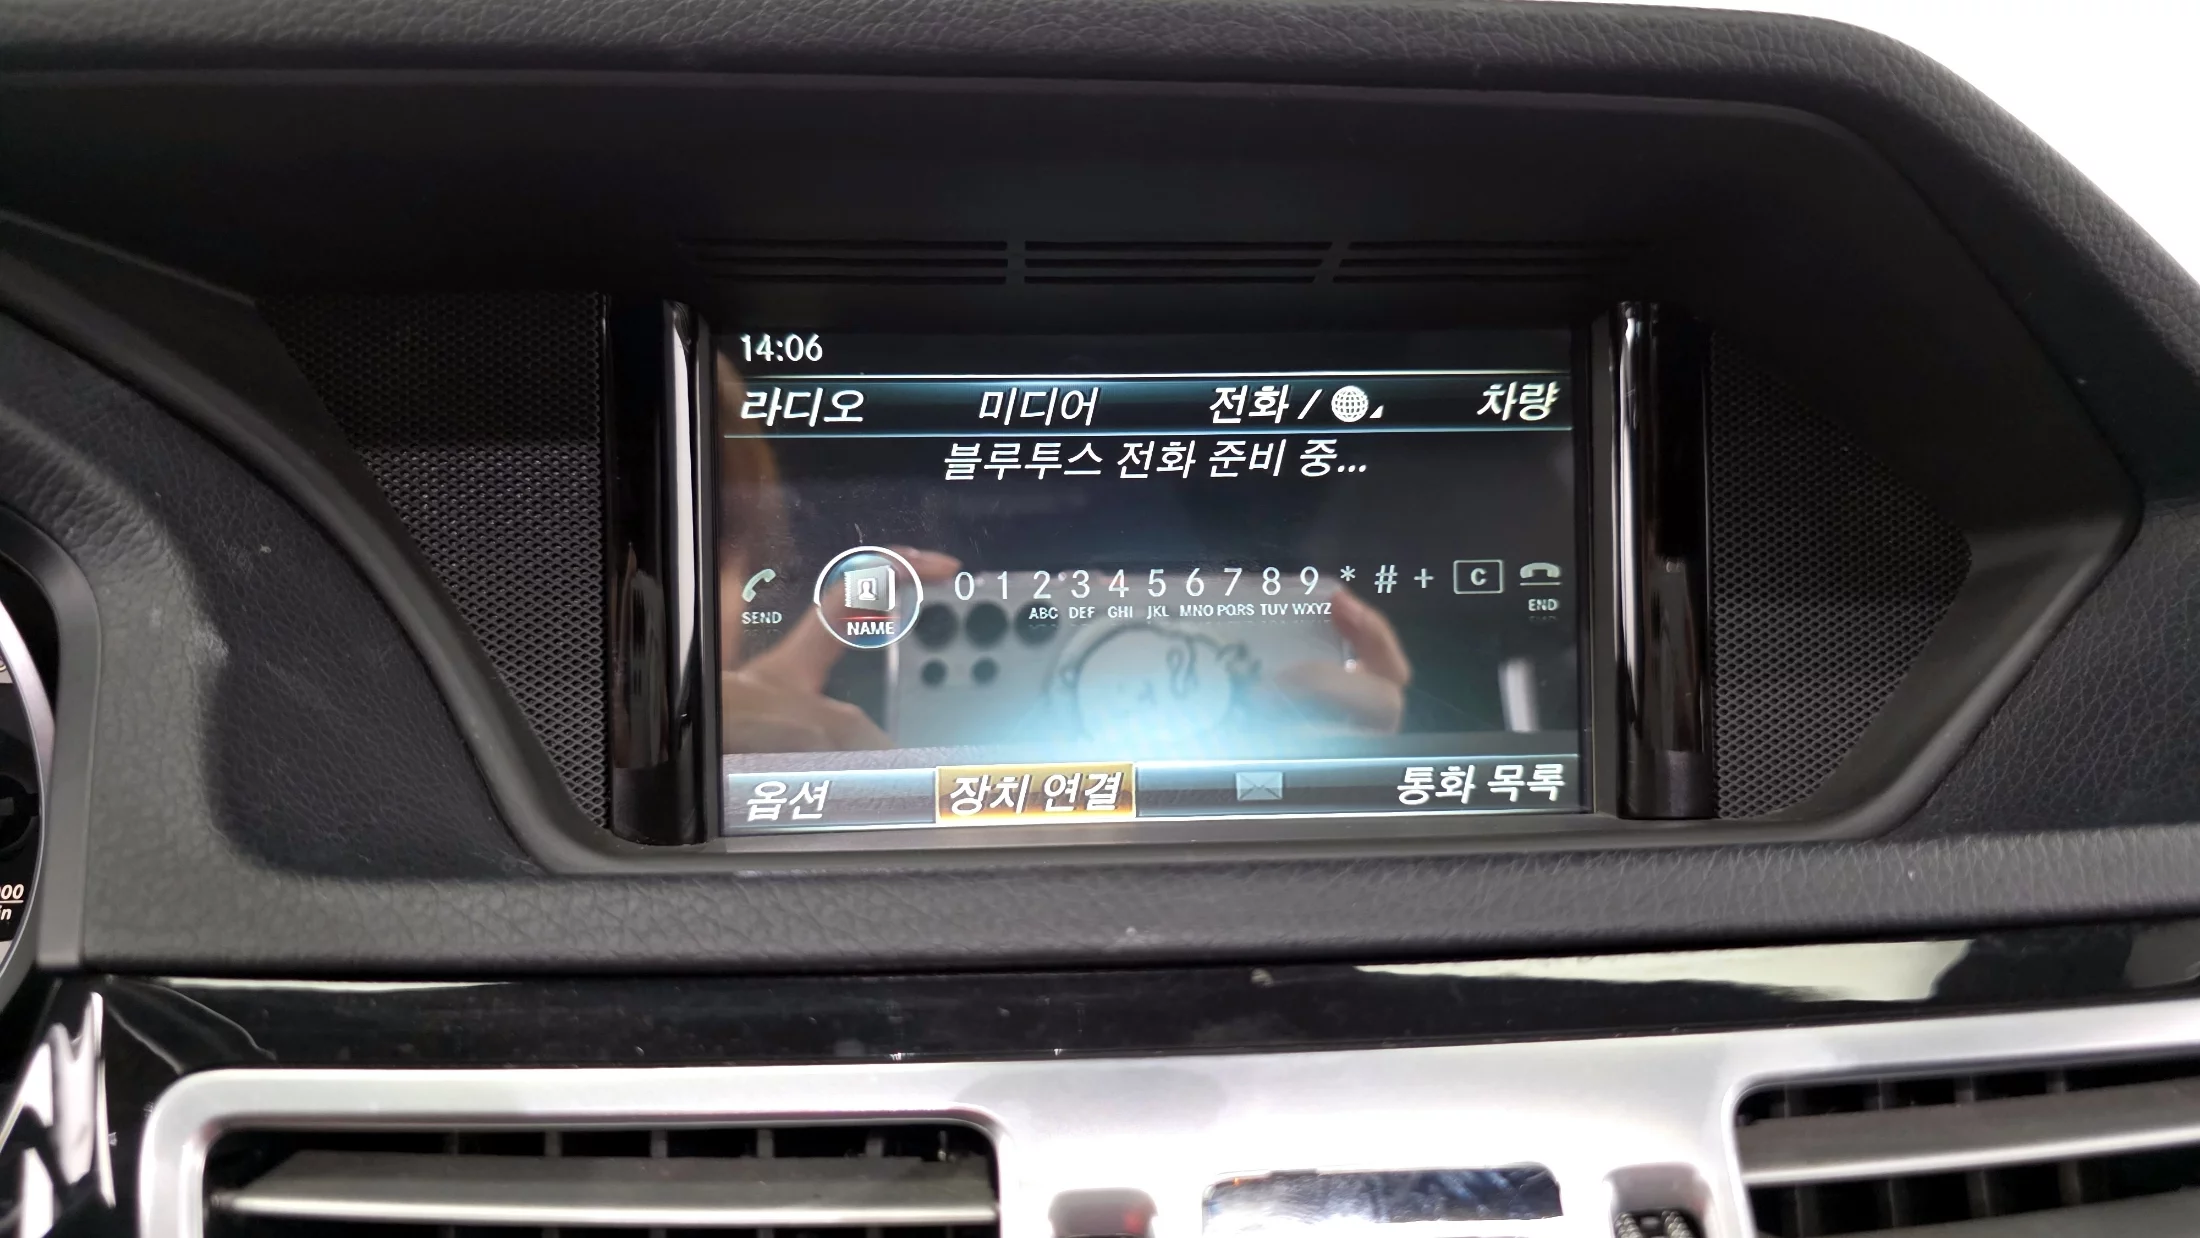 14:06
라디오 미디어 전화 / 차량
블루투스 전화 준비 중...
0 1 2 3 4 5 6 7 8 9 * # + C
SEND NAME ABC DEF GHI JKL MNO PQRS TUV WXYZ END
옵션 장치 연결 통화 목록
00
in